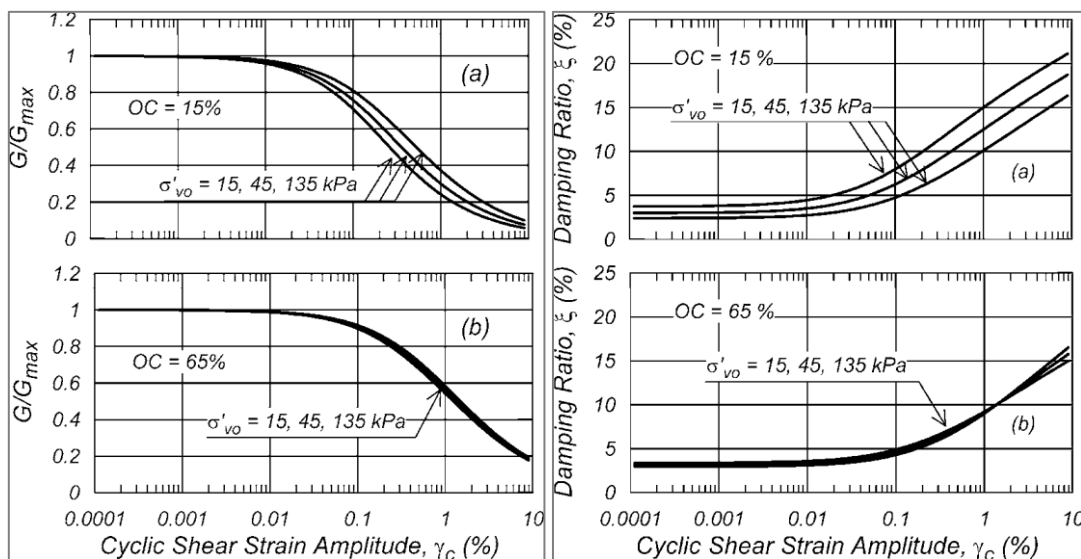 G/G_max
1.2
1
0.8
0.6
0.4
0.2
0
(a)
OC = 15%
σ'vo = 15, 45, 135 kPa
G/G_max
1.2
1
0.8
0.6
0.4
0.2
0
(b)
OC = 65%
σ'vo = 15, 45, 135 kPa
0.0001 0.001 0.01 0.1 1 10
Cyclic Shear Strain Amplitude, γc (%)
Damping Ratio, ξ (%)
25
20
15
10
5
0
OC = 15 %
σ'vo = 15, 45, 135 kPa
(a)
Damping Ratio, ξ (%)
25
20
15
10
5
0
OC = 65 %
σ'vo = 15, 45, 135 kPa
(b)
0.0001 0.001 0.01 0.1 1 10
Cyclic Shear Strain Amplitude, γc (%)